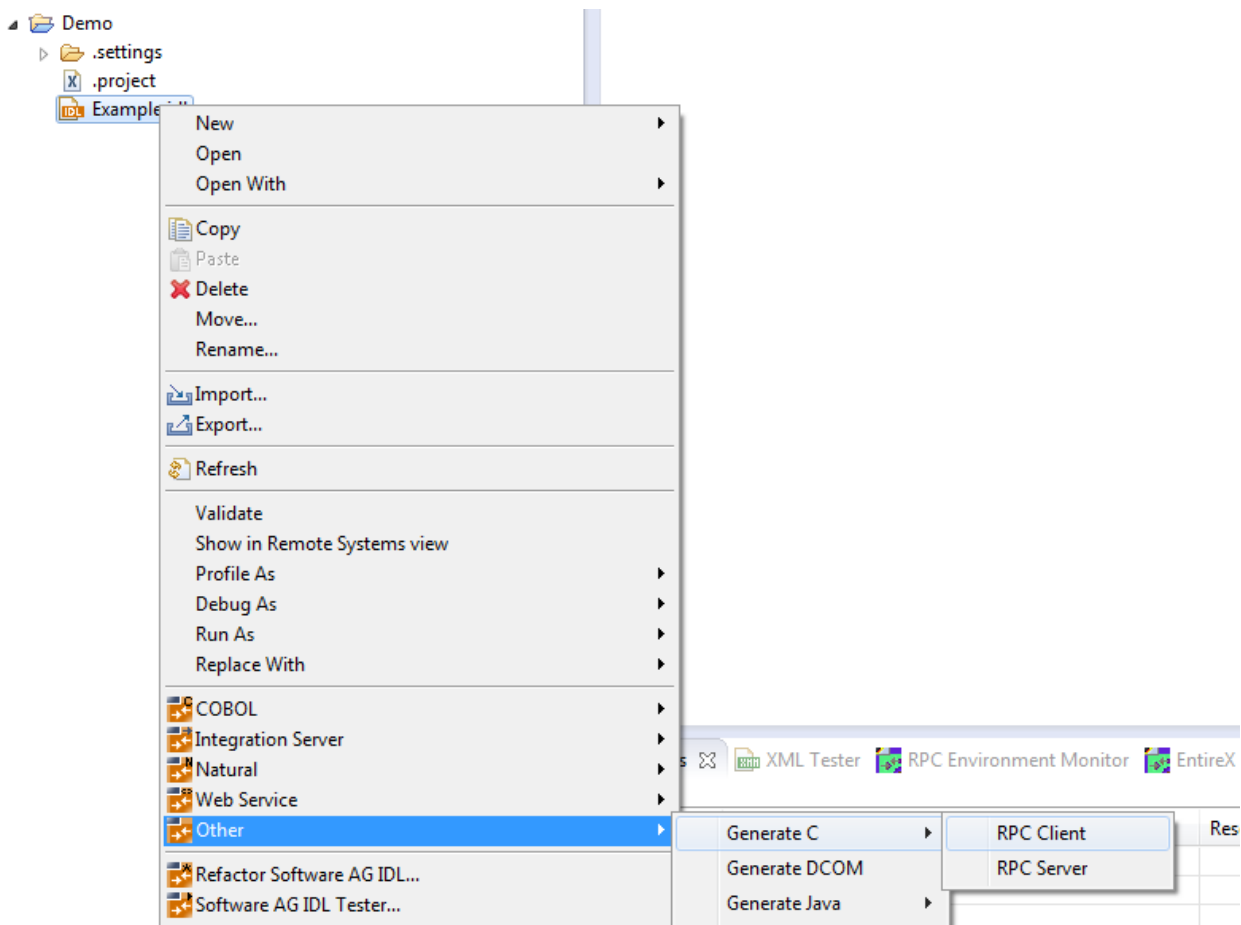 Demo
.settings
.project
Example
New
Open
Open With
Copy
Paste
Delete
Move...
Rename...
Import...
Export...
Refresh
Validate
Show in Remote Systems view
Profile As
Debug As
Run As
Replace With
COBOL
Integration Server
Natural
Web Service
Other
Refactor Software AG IDL...
Software AG IDL Tester...
s XML Tester RPC Environment Monitor EntireX
Generate C
Generate DCOM
Generate Java
RPC Client
RPC Server
Res